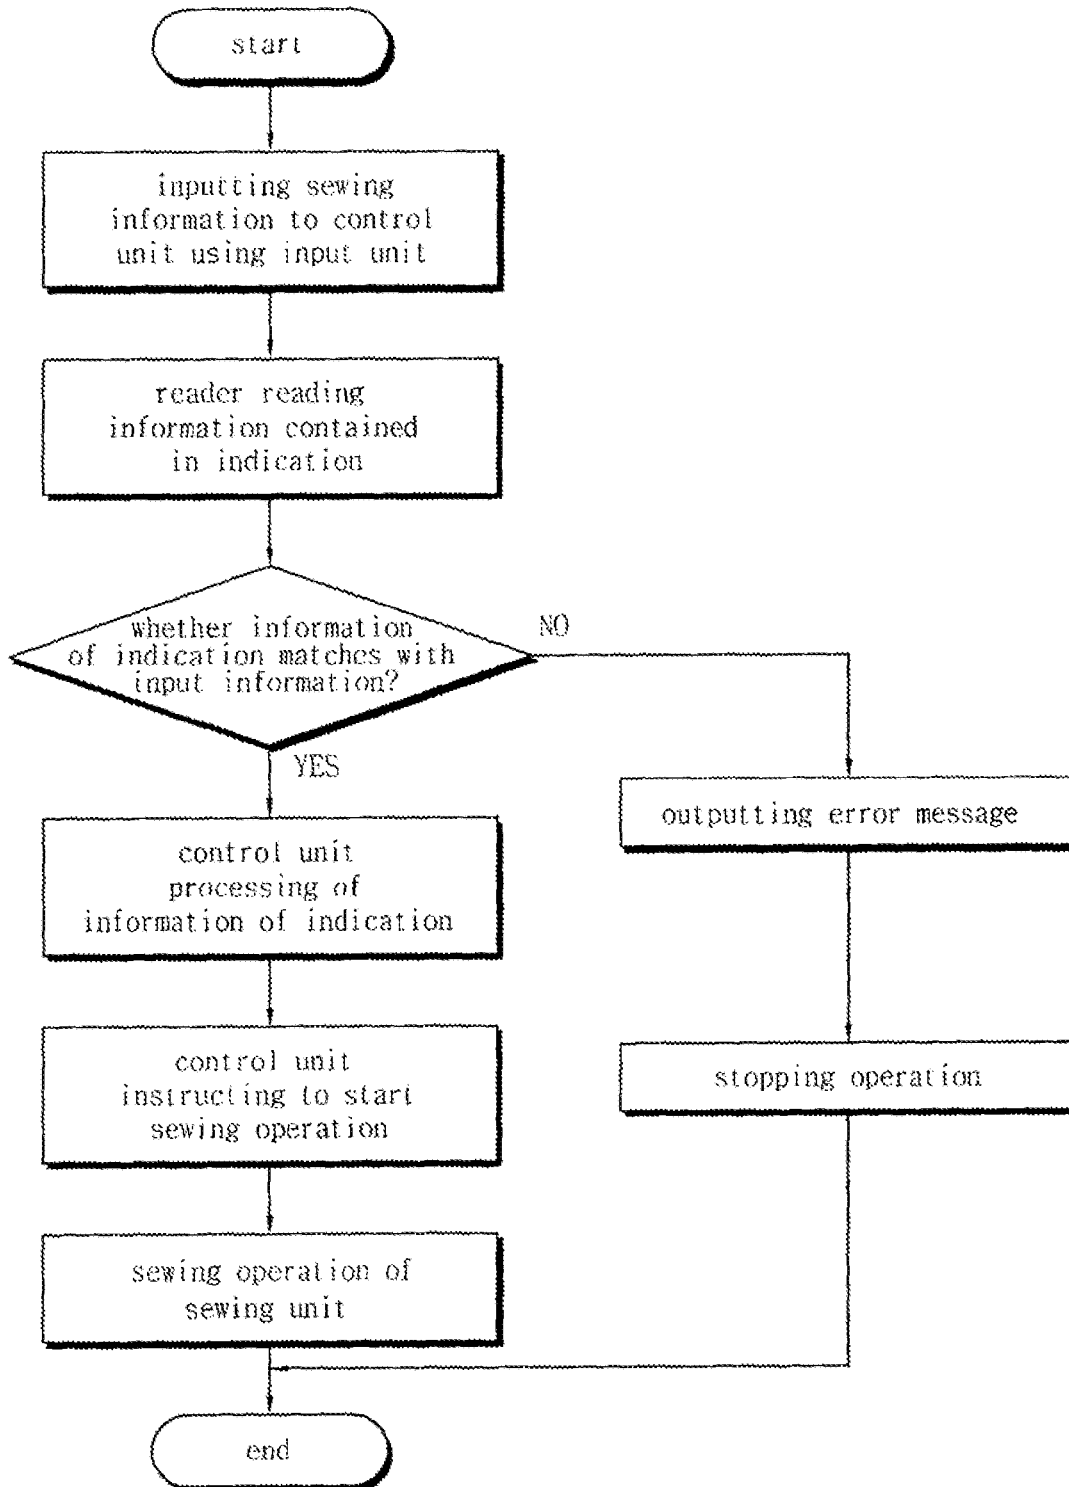 start
inputting sewing
information to control
unit using input unit
reader reading
information contained
in indication
whether information
of indication matches with
input information?
NO
YES
control unit
processing of
information of indication
outputting error message
control unit
instructing to start
sewing operation
stopping operation
sewing operation of
sewing unit
end